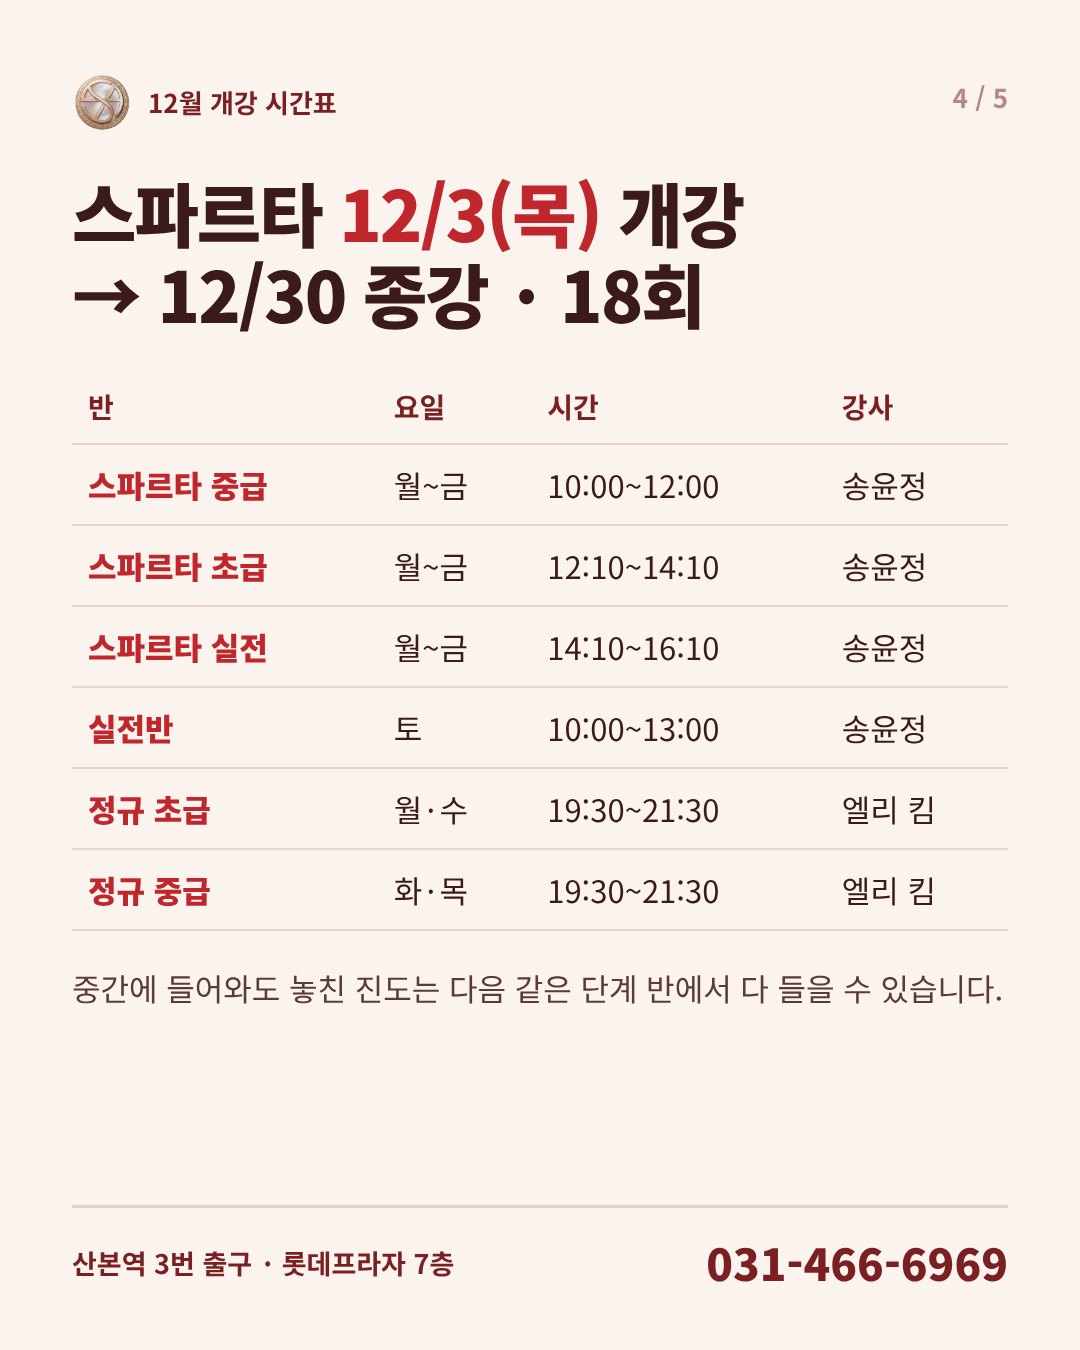 12월 개강 시간표
4 / 5
스파르타 12/3(목) 개강
→ 12/30 종강 · 18회
반 요일 시간 강사
스파르타 중급 월~금 10:00~12:00 송윤정
스파르타 초급 월~금 12:10~14:10 송윤정
스파르타 실전 월~금 14:10~16:10 송윤정
실전반 토 10:00~13:00 송윤정
정규 초급 월·수 19:30~21:30 엘리 킴
정규 중급 화·목 19:30~21:30 엘리 킴
중간에 들어와도 놓친 진도는 다음 같은 단계 반에서 다 들을 수 있습니다.
산본역 3번 출구 · 롯데프라자 7층
031-466-6969